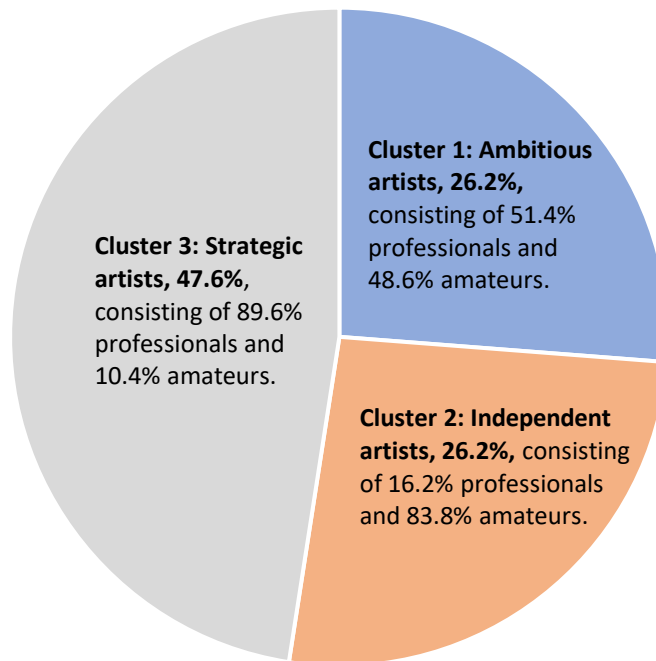 Cluster 1: Ambitious
artists, 26.2%,
consisting of 51.4%
professionals and
48.6% amateurs.
Cluster 3: Strategic
artists, 47.6%,
consisting of 89.6%
professionals and
10.4% amateurs.
Cluster 2: Independent
artists, 26.2%, consisting
of 16.2% professionals
and 83.8% amateurs.